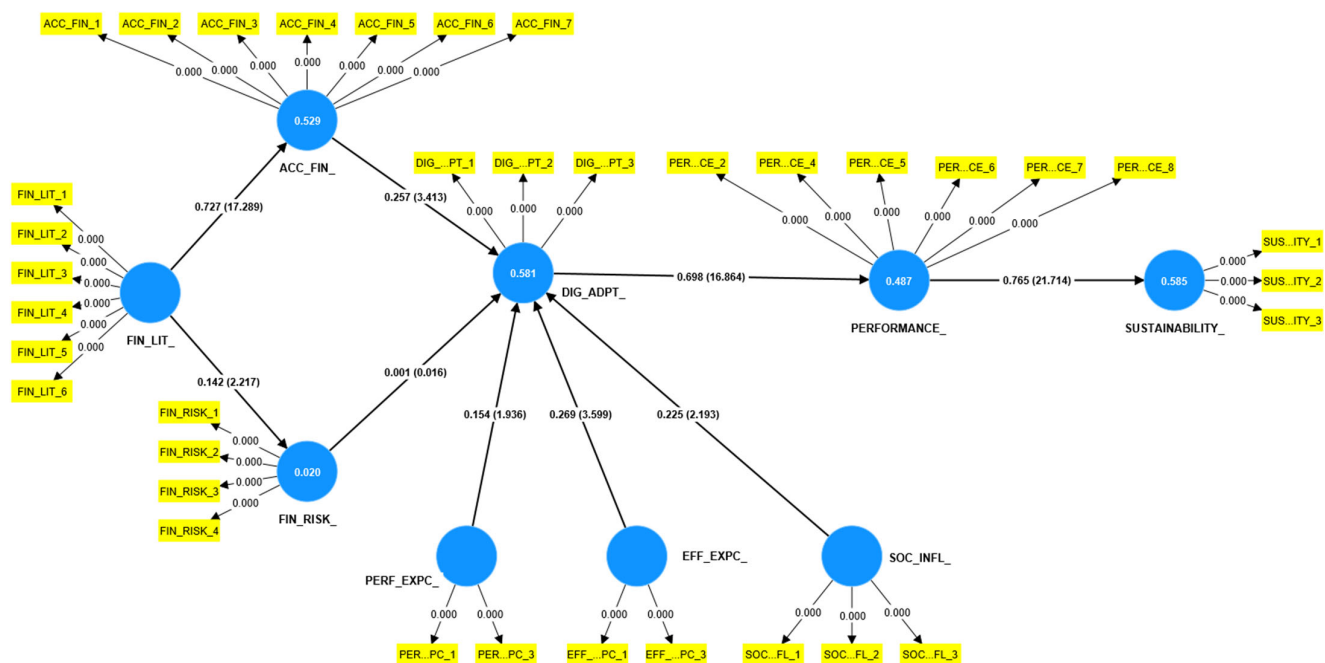 ACC_FIN_1 ACC_FIN_2 ACC_FIN_3 ACC_FIN_4 ACC_FIN_5 ACC_FIN_6 ACC_FIN_7
0.000 0.000 0.000 0.000 0.000 0.000 0.000
0.529
ACC_FIN_
DIG_...PT_1 DIG_...PT_2 DIG_...PT_3
PER...CE_2 PER...CE_4 PER...CE_5 PER...CE_6 PER...CE_7 PER...CE_8
FIN_LIT_1
FIN_LIT_2
FIN_LIT_3
FIN_LIT_4
FIN_LIT_5
FIN_LIT_6
0.000
0.000
0.000
0.000
0.000
0.000
FIN_LIT_
0.727 (17.289)
0.257 (3.413)
0.000 0.000 0.000
0.000 0.000 0.000 0.000 0.000 0.000
0.581
DIG_ADPT_
0.698 (16.864)
0.487
PERFORMANCE_
0.765 (21.714)
0.585
SUSTAINABILITY_
0.000
0.000
0.000
SUS...ITY_1
SUS...ITY_2
SUS...ITY_3
0.142 (2.217)
0.001 (0.016)
FIN_RISK_1
FIN_RISK_2
FIN_RISK_3
FIN_RISK_4
0.000
0.000
0.000
0.000
0.020
FIN_RISK_
0.154 (1.936)
0.269 (3.599)
0.225 (2.193)
PERF_EXPC_
EFF_EXPC_
SOC_INFL_
0.000 0.000
0.000 0.000
0.000 0.000 0.000
PER...PC_1 PER...PC_3
EFF_...PC_1 EFF_...PC_3
SOC...FL_1 SOC...FL_2 SOC...FL_3